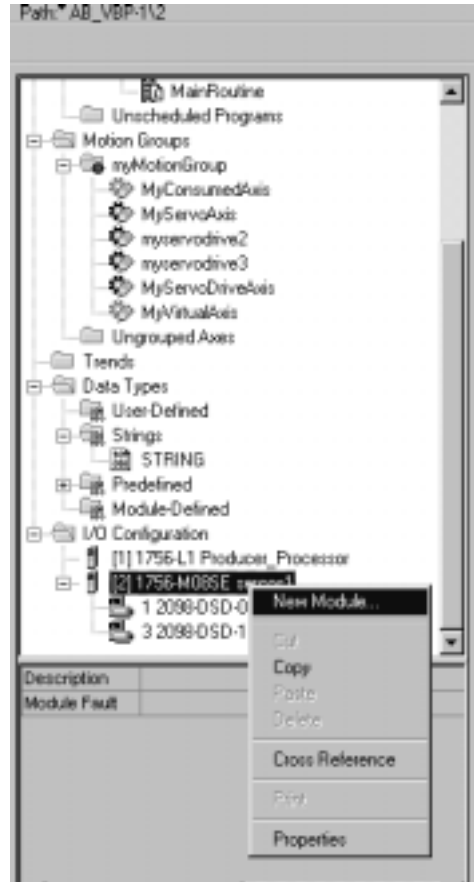 Path: AB_VBP-1\2
MainRoutine
Unscheduled Programs
Motion Groups
myMotionGroup
MyConsumedAxis
MyServoAxis
myservodrive2
myservodrive3
MyServoDriveAxis
MyVirtualAxis
Ungrouped Axes
Trends
Data Types
User-Defined
Strings
STRING
Predefined
Module-Defined
I/O Configuration
[1] 1756-L1 Producer_Processor
[2] 1756-M08SE
1 2098-DSD-0
3 2098-DSD-1
New Module...
Cut
Copy
Paste
Delete
Cross Reference
Print
Properties
Description
Module Fault